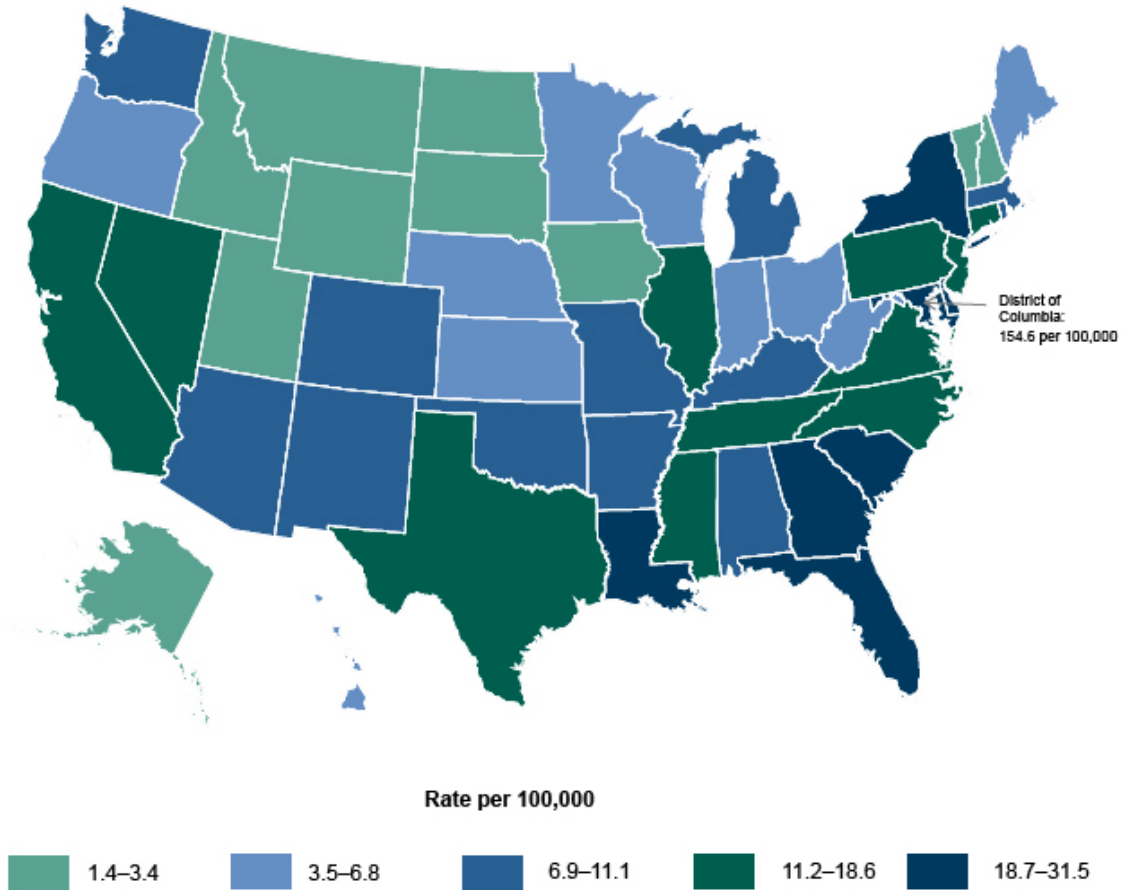 District of
Columbia:
154.6 per 100,000
Rate per 100,000
1.4–3.4
3.5–6.8
6.9–11.1
11.2–18.6
18.7–31.5